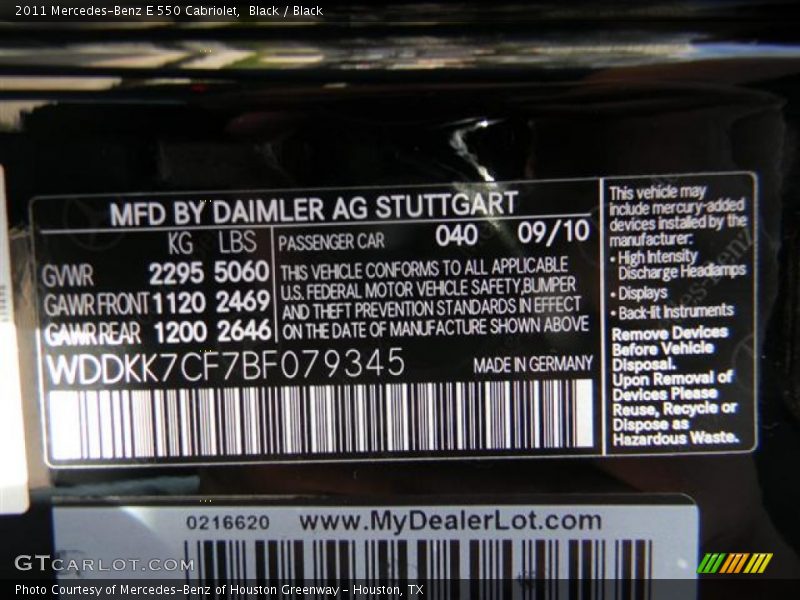 2011 Mercedes-Benz E 550 Cabriolet, Black / Black
MFD BY DAIMLER AG STUTTGART
KG LBS
GVWR 2295 5060
GAWR FRONT 1120 2469
GAWR REAR 1200 2646
PASSENGER CAR 040 09/10
THIS VEHICLE CONFORMS TO ALL APPLICABLE
U.S. FEDERAL MOTOR VEHICLE SAFETY,BUMPER
AND THEFT PREVENTION STANDARDS IN EFFECT
ON THE DATE OF MANUFACTURE SHOWN ABOVE
WDDKK7CF7BF079345 MADE IN GERMANY
This vehicle may
include mercury-added
devices installed by the
manufacturer:
• High Intensity
Discharge Headlamps
• Displays
• Back-lit Instruments
Remove Devices
Before Vehicle
Disposal.
Upon Removal of
Devices Please
Reuse, Recycle or
Dispose as
Hazardous Waste.
0216620 www.MyDealerLot.com
GTCARLOT.COM
Photo Courtesy of Mercedes-Benz of Houston Greenway - Houston, TX